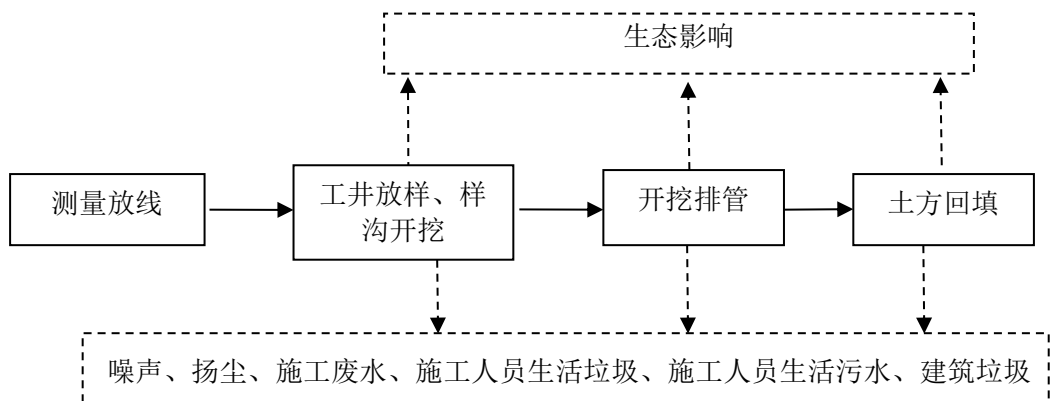 生态影响
测量放线
工井放样、样
沟开挖
开挖排管
土方回填
噪声、扬尘、施工废水、施工人员生活垃圾、施工人员生活污水、建筑垃圾